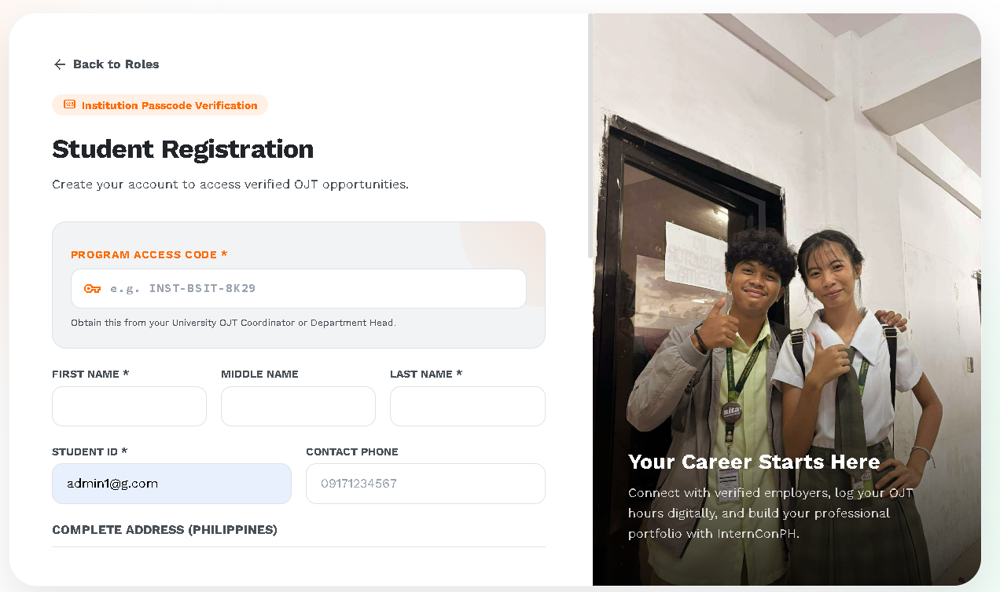 Back to Roles
Institution Passcode Verification
Student Registration
Create your account to access verified OJT opportunities.
PROGRAM ACCESS CODE *
e.g. INST-BSIT-8K29
Obtain this from your University OJT Coordinator or Department Head.
FIRST NAME *
MIDDLE NAME
LAST NAME *
STUDENT ID *
CONTACT PHONE
admin1@g.com
09171234567
COMPLETE ADDRESS (PHILIPPINES)
sita
Your Career Starts Here
Connect with verified employers, log your OJT
hours digitally, and build your professional
portfolio with InternConPH.